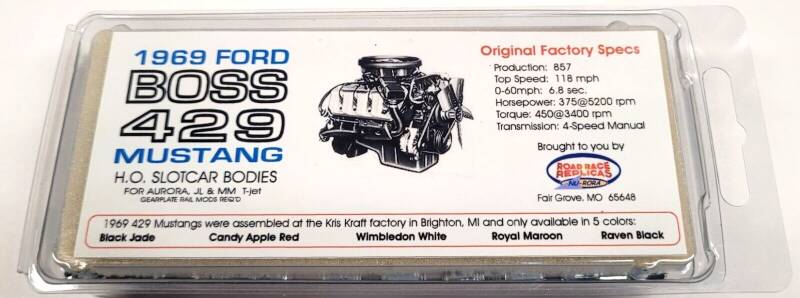 1969 FORD
BOSS
429
MUSTANG
H.O. SLOTCAR BODIES
FOR AURORA, JL & MM T-jet
GEARPLATE RAIL MODS REQ'D
Original Factory Specs
Production: 857
Top Speed: 118 mph
0-60mph: 6.8 sec.
Horsepower: 375@5200 rpm
Torque: 450@3400 rpm
Transmission: 4-Speed Manual
Brought to you by
ROAD RACE
REPLICAS
NU-RORA
Fair Grove, MO 65648
1969 429 Mustangs were assembled at the Kris Kraft factory in Brighton, MI and only available in 5 colors:
Black Jade Candy Apple Red Wimbledon White Royal Maroon Raven Black